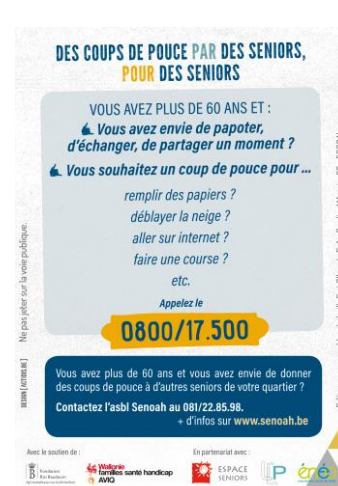 DES COUPS DE POUCE PAR DES SENIORS,
POUR DES SENIORS
VOUS AVEZ PLUS DE 60 ANS ET :
Vous avez envie de papoter,
d'échanger, de partager un moment ?
Vous souhaitez un coup de pouce pour ...
remplir des papiers ?
déblayer la neige ?
aller sur internet ?
faire une course ?
etc.
Appelez le
0800/17.500
Vous avez plus de 60 ans et vous avez envie de donner
des coups de pouce à d'autres seniors de votre quartier ?
Contactez l'asbl Senoah au 081/22.85.98.
+ d'infos sur www.senoah.be
Ne pas jeter sur la voie publique.
Avec le soutien de :
En partenariat avec :
Fondation
Roi Baudouin
Wallonie
familles santé handicap
AVIQ
ESPACE
SENIORS
énéo